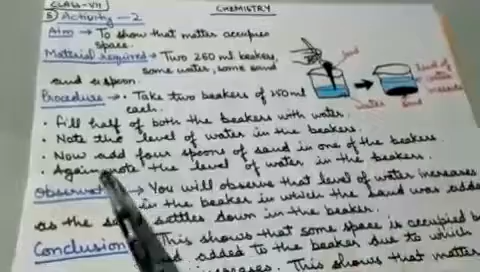 CLASS-VII
CHEMISTRY
5) Activity - 2
Aim → To show that matter occupies
space.
Material required → Two 250 ml beakers,
some water, some sand
and a spoon.
sand
water
sand
level of
water
Procedure → • Take two beakers of 250 ml
each.
• Fill half of both the beakers with water.
• Note the level of water in the beakers.
• Now add four spoons of sand in one of the beakers.
• Again note the level of water in the beakers.
→ You will observe that level of water increases
in the beaker in which the sand was added
as the settles down in the beaker.
Conclusion This shows that some space is occupied by
added to the beaker due to which
increases. This shows that matter